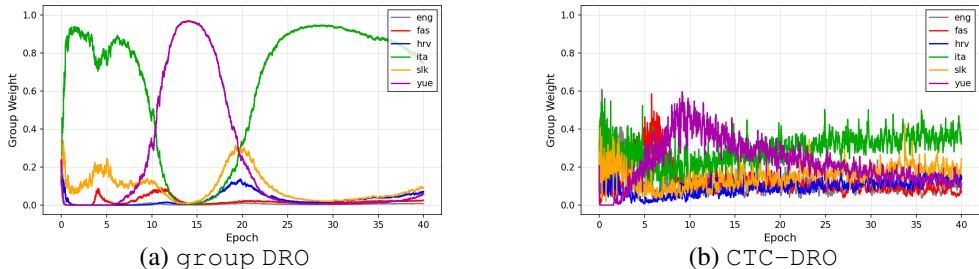 1.0
0.8
0.6
0.4
0.2
0.0
Group Weight
0 5 10 15 20 25 30 35 40
Epoch
eng
fas
hrv
ita
slk
yue
(a) group DRO
1.0
0.8
0.6
0.4
0.2
0.0
Group Weight
0 5 10 15 20 25 30 35 40
Epoch
eng
fas
hrv
ita
slk
yue
(b) CTC-DRO